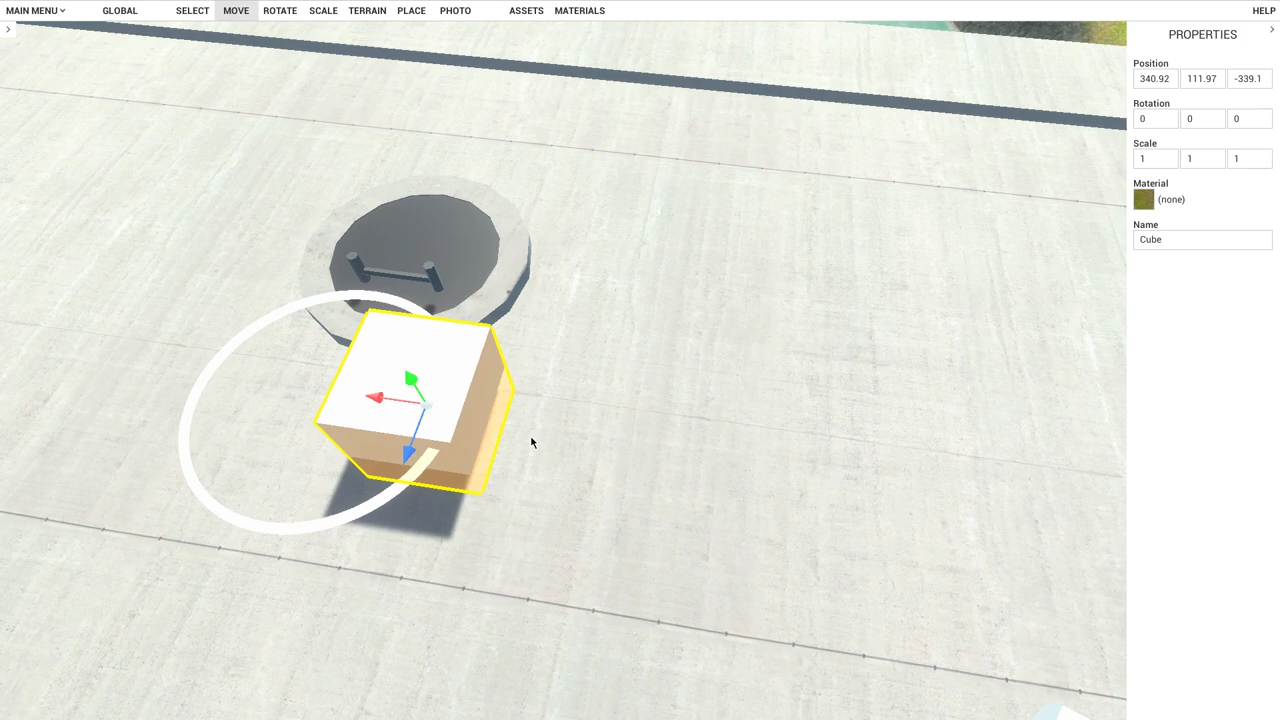 MAIN MENU GLOBAL SELECT MOVE ROTATE SCALE TERRAIN PLACE PHOTO ASSETS MATERIALS HELP
PROPERTIES
Position
340.92 111.97 -339.1
Rotation
0 0 0
Scale
1 1 1
Material
(none)
Name
Cube